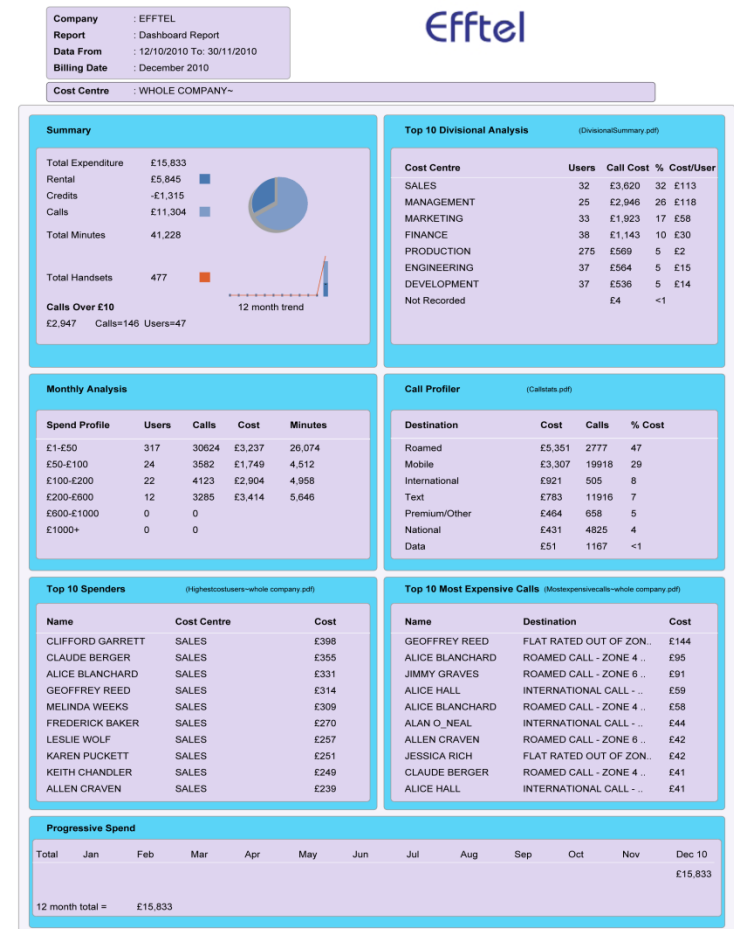 Efftel
Company : EFFTEL
Report : Dashboard Report
Data From : 12/10/2010 To: 30/11/2010
Billing Date : December 2010
Cost Centre : WHOLE COMPANY~
Summary
Total Expenditure £15,833
Rental £5,845
Credits -£1,315
Calls £11,304
Total Minutes 41,228
Total Handsets 477
Calls Over £10 12 month trend
£2,947 Calls=146 Users=47
Top 10 Divisional Analysis (DivisionalSummary.pdf)
Cost Centre Users Call Cost % Cost/User
SALES 32 £3,620 32 £113
MANAGEMENT 25 £2,946 26 £118
MARKETING 33 £1,923 17 £58
FINANCE 38 £1,143 10 £30
PRODUCTION 275 £569 5 £2
ENGINEERING 37 £564 5 £15
DEVELOPMENT 37 £536 5 £14
Not Recorded £4 <1
Monthly Analysis
Spend Profile Users Calls Cost Minutes
£1-£50 317 30624 £3,237 26,074
£50-£100 24 3582 £1,749 4,512
£100-£200 22 4123 £2,904 4,958
£200-£600 12 3285 £3,414 5,646
£600-£1000 0 0
£1000+ 0 0
Call Profiler (Callstats.pdf)
Destination Cost Calls % Cost
Roamed £5,351 2777 47
Mobile £3,307 19918 29
International £921 505 8
Text £783 11916 7
Premium/Other £464 658 5
National £431 4825 4
Data £51 1167 <1
Top 10 Spenders (Highestcostusers~whole company.pdf)
Name Cost Centre Cost
CLIFFORD GARRETT SALES £398
CLAUDE BERGER SALES £355
ALICE BLANCHARD SALES £331
GEOFFREY REED SALES £314
MELINDA WEEKS SALES £309
FREDERICK BAKER SALES £270
LESLIE WOLF SALES £257
KAREN PUCKETT SALES £251
KEITH CHANDLER SALES £249
ALLEN CRAVEN SALES £239
Top 10 Most Expensive Calls (Mostexpensivecalls~whole company.pdf)
Name Destination Cost
GEOFFREY REED FLAT RATED OUT OF ZON.. £144
ALICE BLANCHARD ROAMED CALL - ZONE 4 .. £95
JIMMY GRAVES ROAMED CALL - ZONE 6 .. £91
ALICE HALL INTERNATIONAL CALL - .. £59
ALICE BLANCHARD ROAMED CALL - ZONE 4 .. £58
ALAN O_NEAL INTERNATIONAL CALL - .. £44
ALLEN CRAVEN ROAMED CALL - ZONE 6 .. £42
JESSICA RICH FLAT RATED OUT OF ZON.. £42
CLAUDE BERGER ROAMED CALL - ZONE 4 .. £41
ALICE HALL INTERNATIONAL CALL - .. £41
Progressive Spend
Total Jan Feb Mar Apr May Jun Jul Aug Sep Oct Nov Dec 10
£15,833
12 month total = £15,833